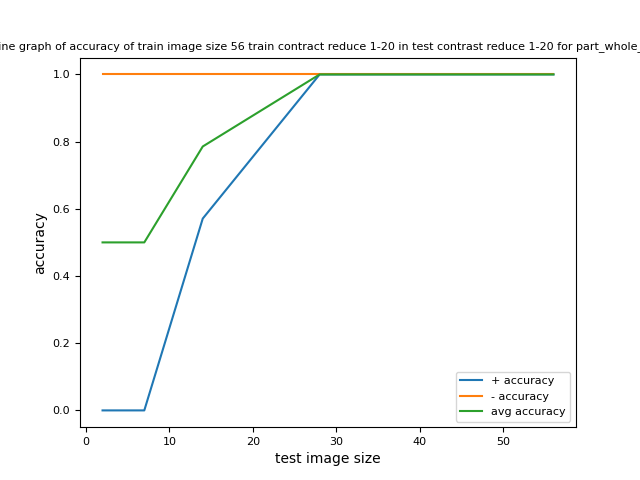 ine graph of accuracy of train image size 56 train contract reduce 1-20 in test contrast reduce 1-20 for part_whole_
1.0
0.8
0.6
0.4
0.2
0.0
accuracy
0 10 20 30 40 50
test image size
+ accuracy
- accuracy
avg accuracy